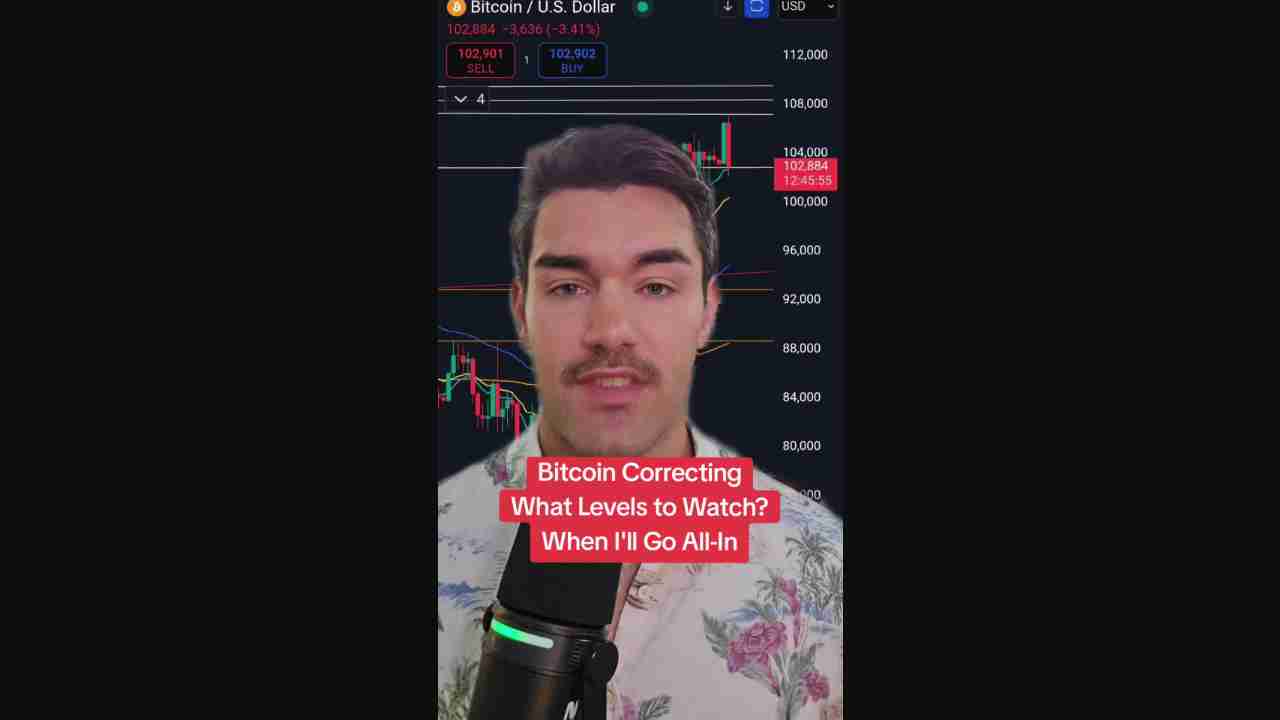 Bitcoin / U.S. Dollar
USD
102,884 −3,636 (−3.41%)
102,901
SELL
1
102,902
BUY
4
112,000
108,000
104,000
102,884
12:45:55
100,000
96,000
92,000
88,000
84,000
80,000
Bitcoin Correcting
What Levels to Watch?
When I'll Go All-In